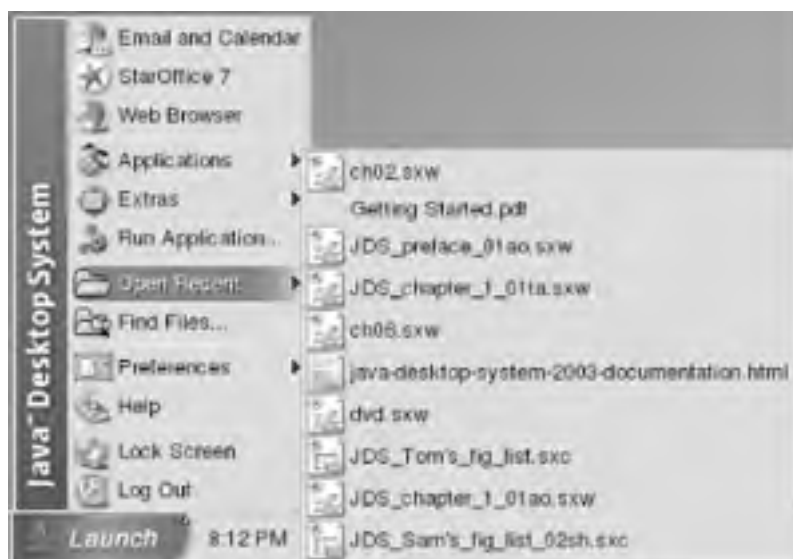 Java™ Desktop System
Email and Calendar
StarOffice 7
Web Browser
Applications
Extras
Run Application...
Open Recent
Find Files...
Preferences
Help
Lock Screen
Log Out
Launch
8:12 PM
ch02.sxw
Getting Started.pdf
JDS_preface_01ao.sxw
JDS_chapter_1_01ta.sxw
ch06.sxw
java-desktop-system-2003-documentation.html
dvd.sxw
JDS_Tom's_fig_list.sxc
JDS_chapter_1_01ao.sxw
JDS_Sam's_fig_list_02sh.sxc